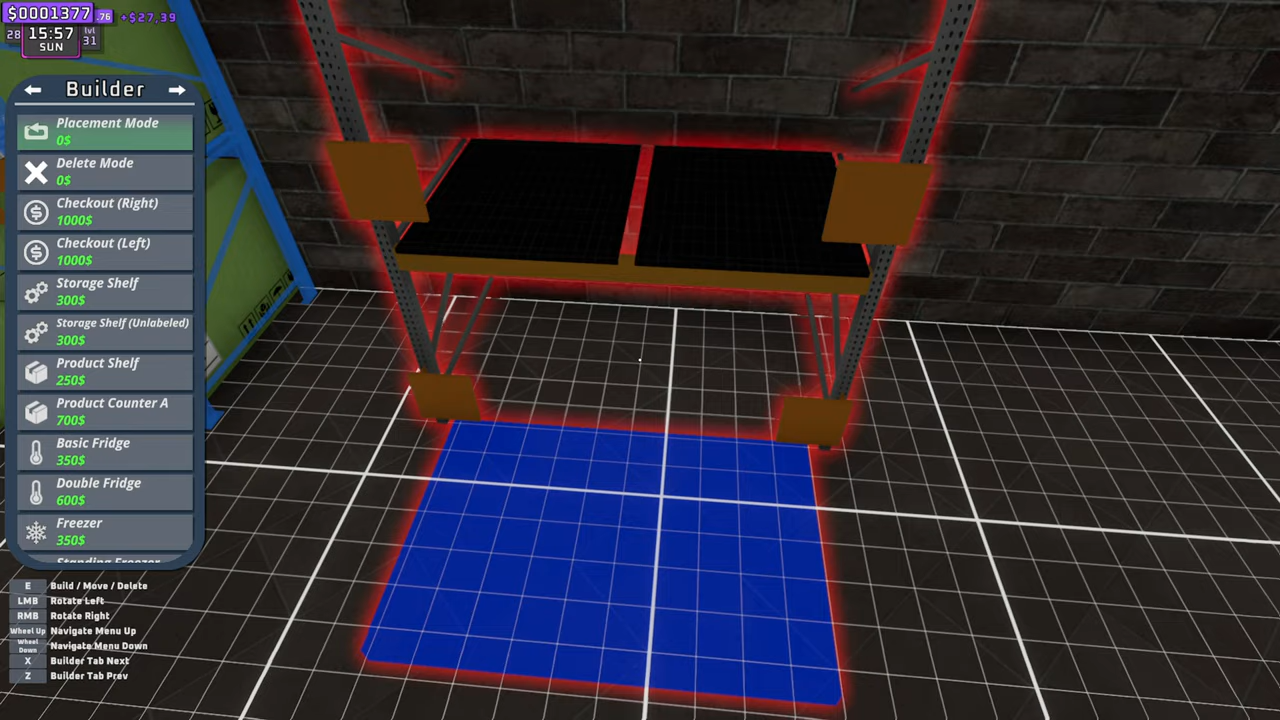 $0001377
.76 +$27,39
28
15:57
lvl
31
SUN
Builder
Placement Mode
0$
Delete Mode
0$
Checkout (Right)
1000$
Checkout (Left)
1000$
Storage Shelf
300$
Storage Shelf (Unlabeled)
300$
Product Shelf
250$
Product Counter A
700$
Basic Fridge
350$
Double Fridge
600$
Freezer
350$
Standing Freezer
E Build / Move / Delete
LMB Rotate Left
RMB Rotate Right
Wheel Up Navigate Menu Up
Wheel Down Navigate Menu Down
X Builder Tab Next
Z Builder Tab Prev